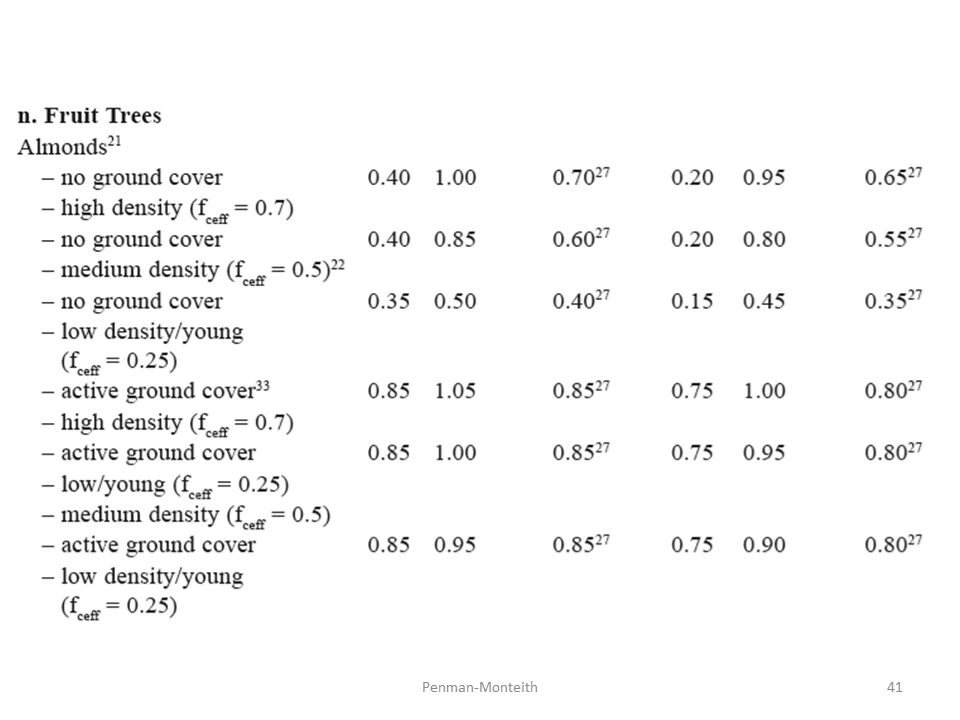 n. Fruit Trees
Almonds²¹
– no ground cover 0.40 1.00 0.70²⁷ 0.20 0.95 0.65²⁷
– high density (fceff = 0.7)
– no ground cover 0.40 0.85 0.60²⁷ 0.20 0.80 0.55²⁷
– medium density (fceff = 0.5)²²
– no ground cover 0.35 0.50 0.40²⁷ 0.15 0.45 0.35²⁷
– low density/young
(fceff = 0.25)
– active ground cover³³ 0.85 1.05 0.85²⁷ 0.75 1.00 0.80²⁷
– high density (fceff = 0.7)
– active ground cover 0.85 1.00 0.85²⁷ 0.75 0.95 0.80²⁷
– low/young (fceff = 0.25)
– medium density (fceff = 0.5)
– active ground cover 0.85 0.95 0.85²⁷ 0.75 0.90 0.80²⁷
– low density/young
(fceff = 0.25)
Penman-Monteith 41